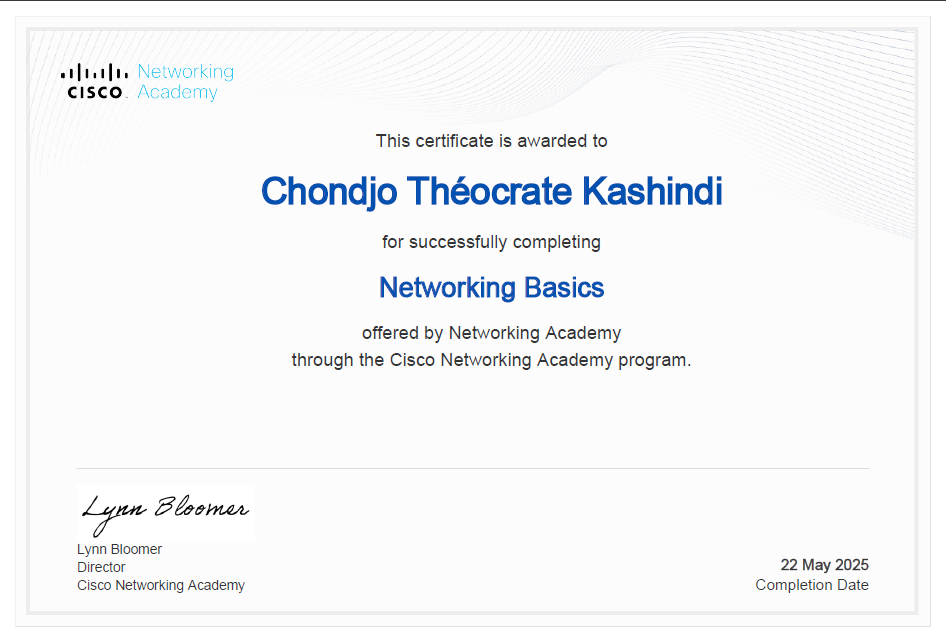 Networking
CISCO. Academy
This certificate is awarded to
Chondjo Théocrate Kashindi
for successfully completing
Networking Basics
offered by Networking Academy
through the Cisco Networking Academy program.
Lynn Bloomer
Lynn Bloomer
Director
Cisco Networking Academy
22 May 2025
Completion Date